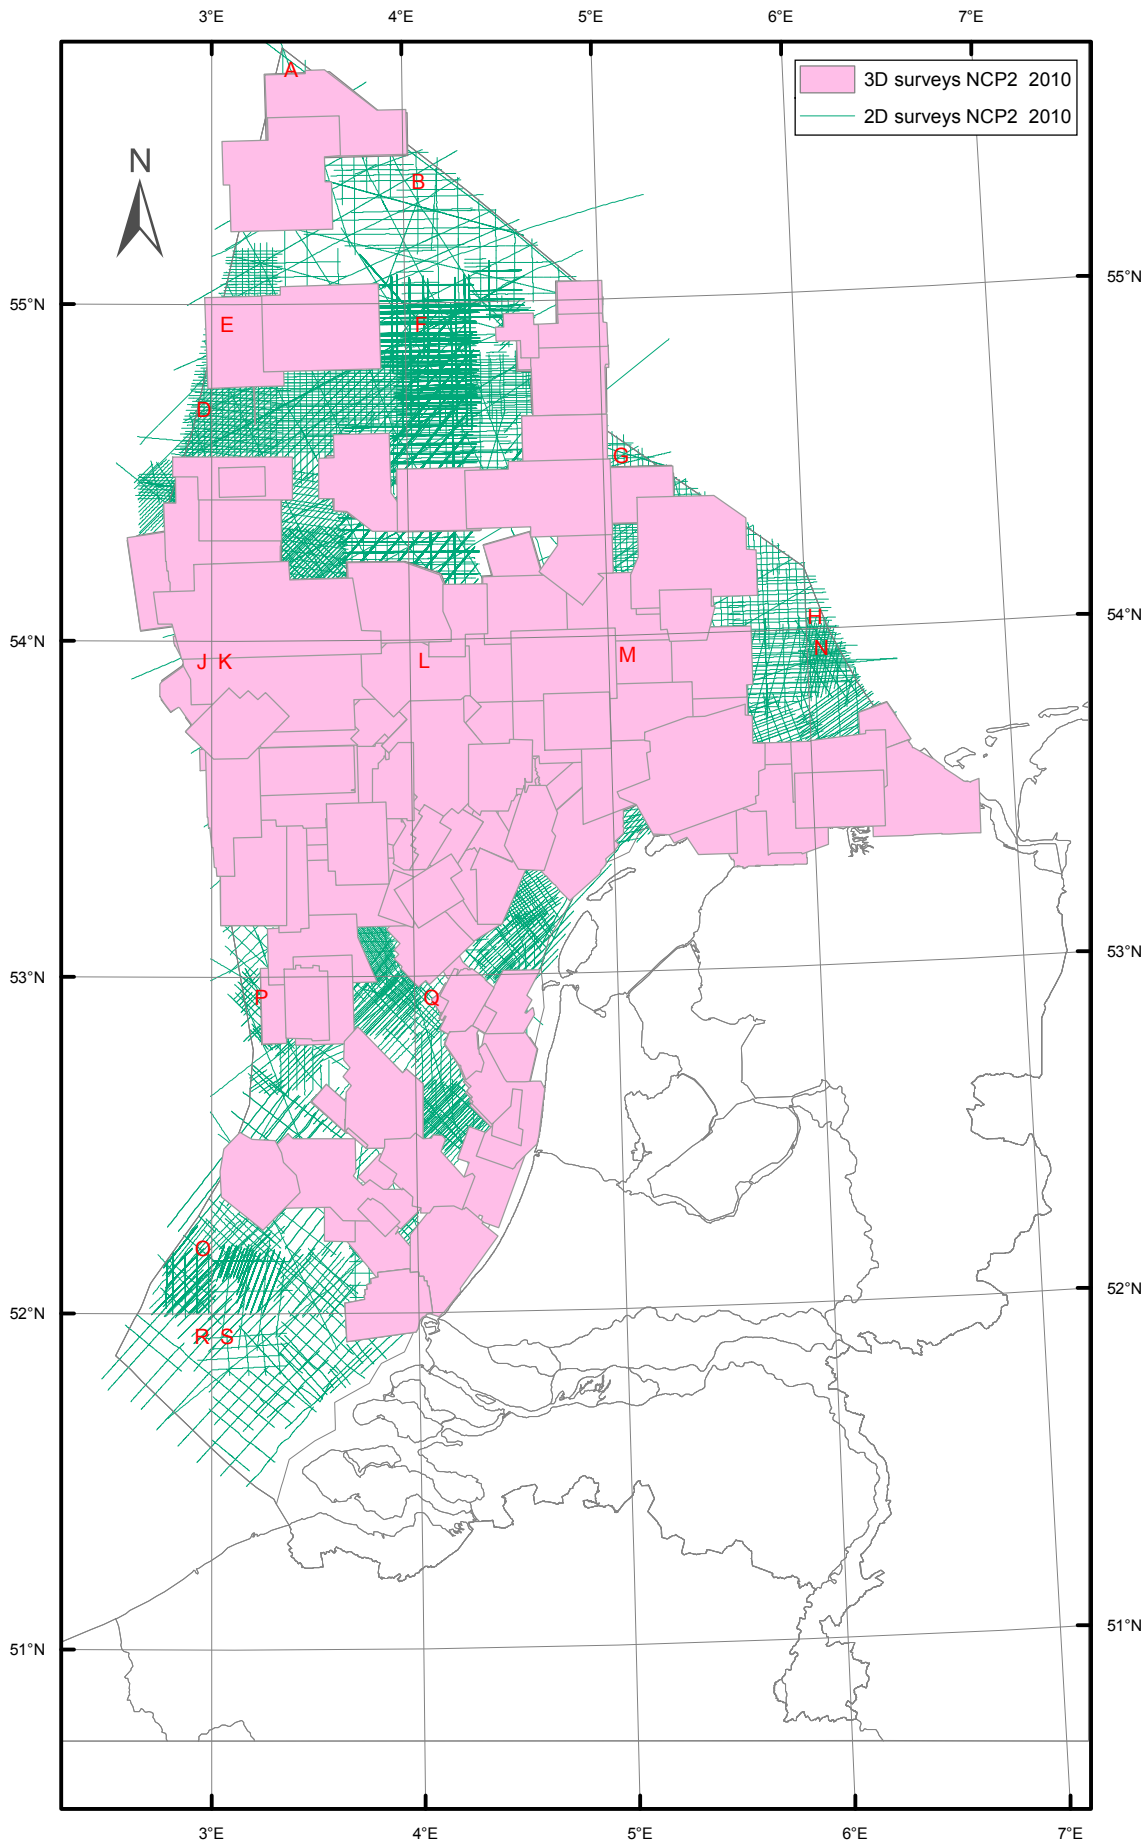 3°E 4°E 5°E 6°E 7°E
3D surveys NCP2 2010
2D surveys NCP2 2010
A
N
B
55°N 55°N
E F
D
G
54°N 54°N
H
J K L M N
53°N 53°N
P Q
O
52°N 52°N
R S
51°N 51°N
3°E 4°E 5°E 6°E 7°E